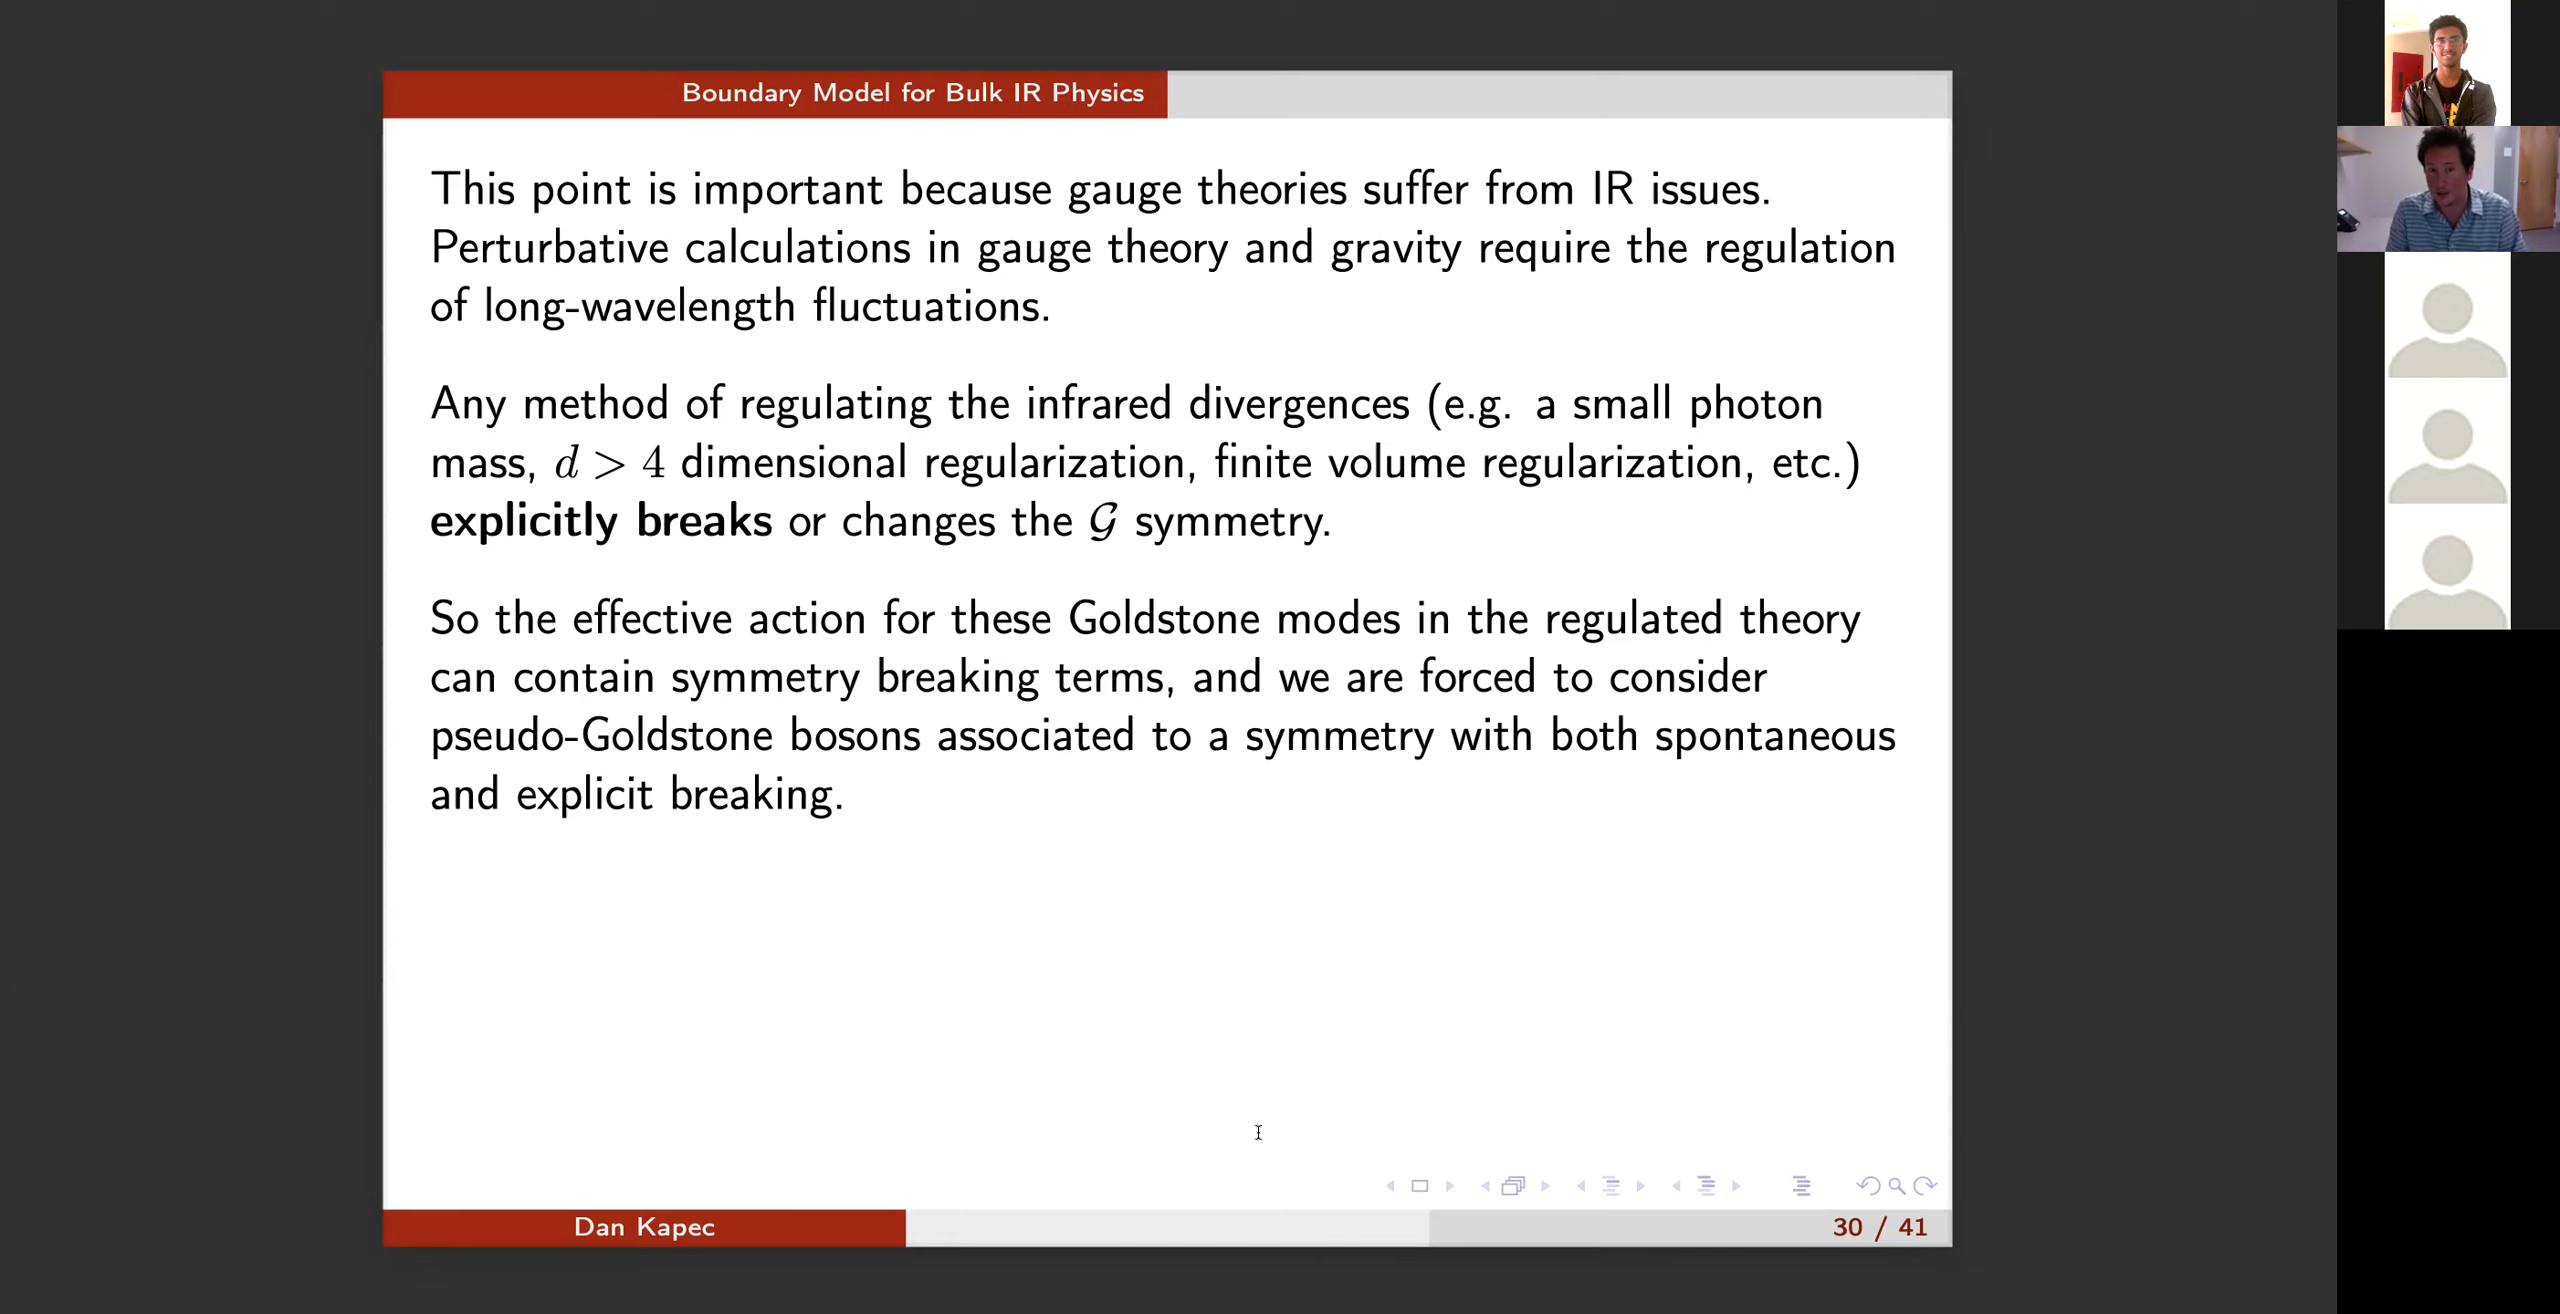 Boundary Model for Bulk IR Physics
This point is important because gauge theories suffer from IR issues.
Perturbative calculations in gauge theory and gravity require the regulation
of long-wavelength fluctuations.
Any method of regulating the infrared divergences (e.g. a small photon
mass, d > 4 dimensional regularization, finite volume regularization, etc.)
explicitly breaks or changes the 𝒢 symmetry.
So the effective action for these Goldstone modes in the regulated theory
can contain symmetry breaking terms, and we are forced to consider
pseudo-Goldstone bosons associated to a symmetry with both spontaneous
and explicit breaking.
Dan Kapec
30 / 41